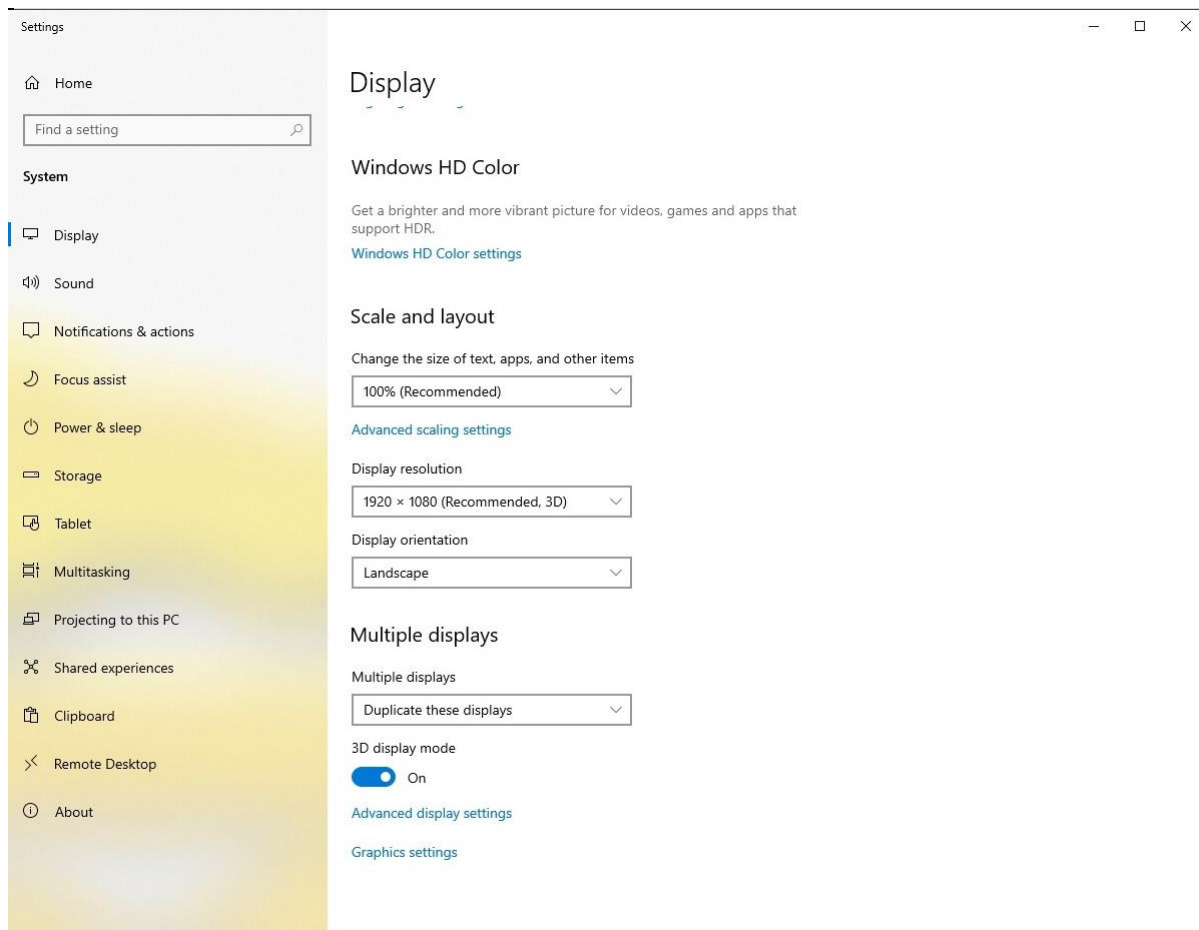 Settings
Home
Find a setting
System
Display
Sound
Notifications & actions
Focus assist
Power & sleep
Storage
Tablet
Multitasking
Projecting to this PC
Shared experiences
Clipboard
Remote Desktop
About
Display
Windows HD Color
Get a brighter and more vibrant picture for videos, games and apps that
support HDR.
Windows HD Color settings
Scale and layout
Change the size of text, apps, and other items
100% (Recommended)
Advanced scaling settings
Display resolution
1920 × 1080 (Recommended, 3D)
Display orientation
Landscape
Multiple displays
Multiple displays
Duplicate these displays
3D display mode
On
Advanced display settings
Graphics settings